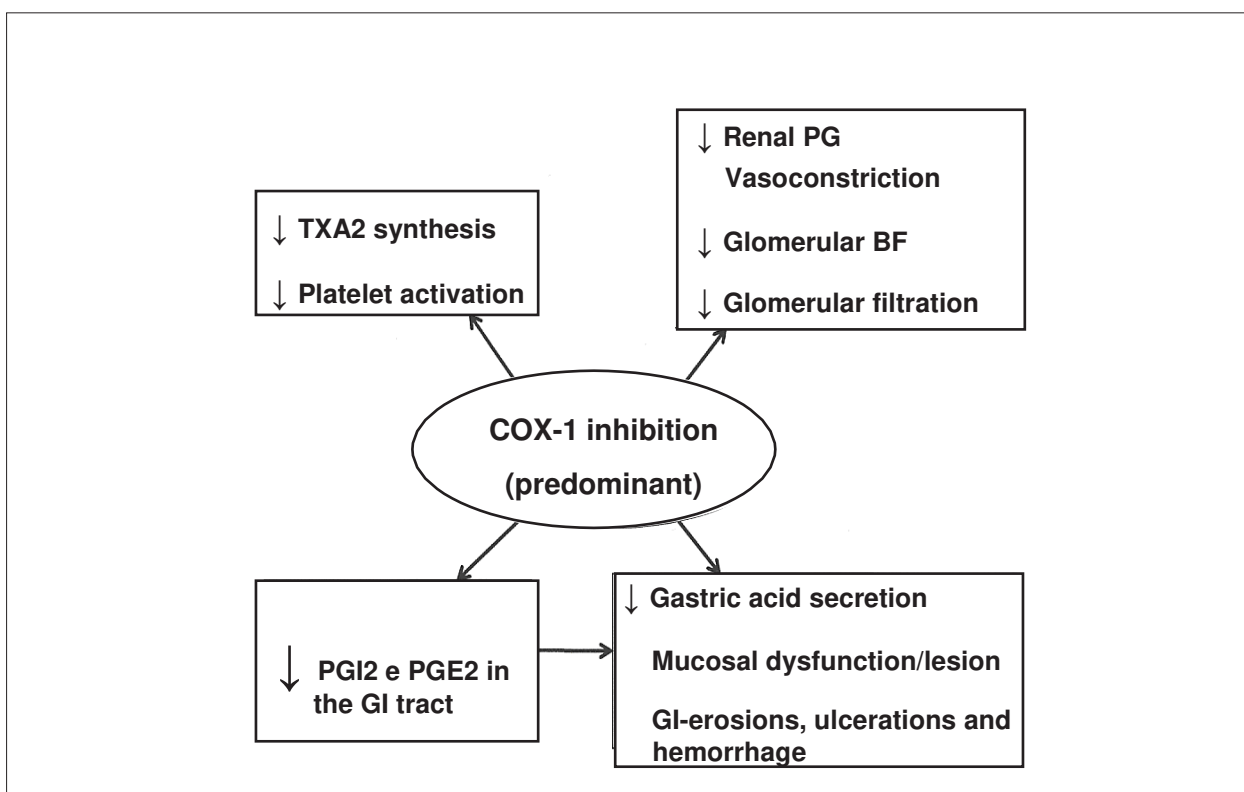 ↓ Renal PG
Vasoconstriction
↓ Glomerular BF
↓ Glomerular filtration
↓ TXA2 synthesis
↓ Platelet activation
COX-1 inhibition
(predominant)
↓ PGI2 e PGE2 in
the GI tract
↓ Gastric acid secretion
Mucosal dysfunction/lesion
GI-erosions, ulcerations and
hemorrhage